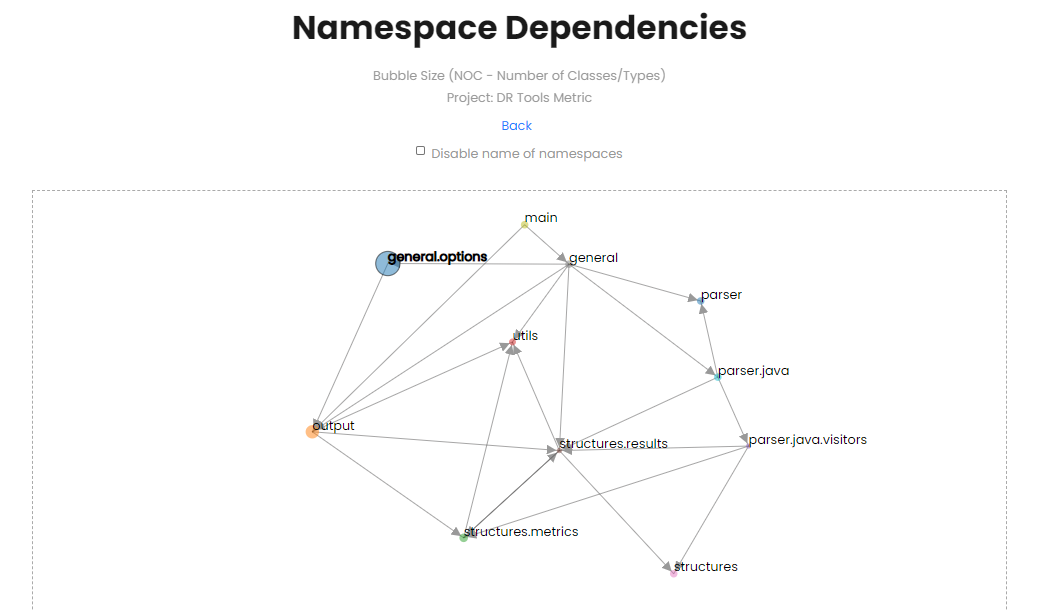 Namespace Dependencies
Bubble Size (NOC - Number of Classes/Types)
Project: DR Tools Metric
Back
Disable name of namespaces
main
general.options
general
parser
utils
parser.java
output
structures.results
parser.java.visitors
structures.metrics
structures